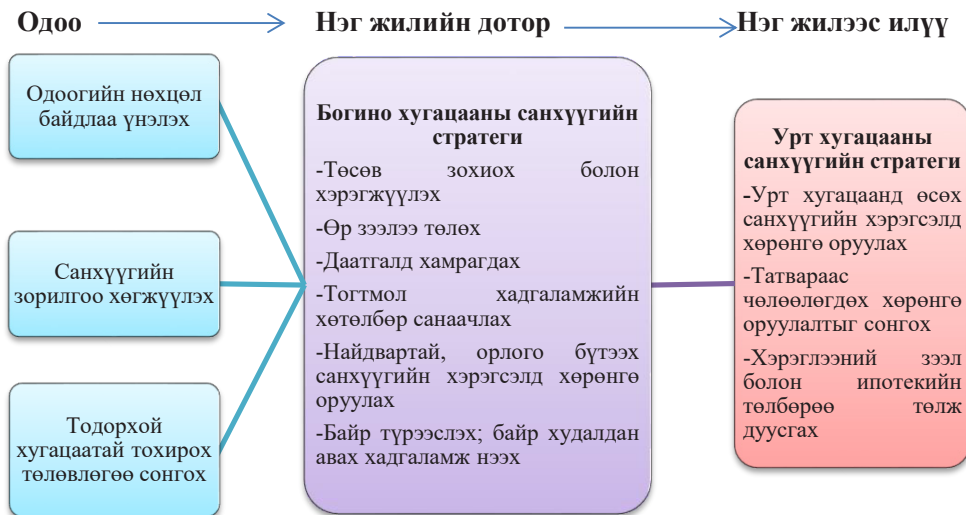 Одоо
Нэг жилийн дотор
Нэг жилээс илүү
Одоогийн нөхцөл
байдлаа үнэлэх
Санхүүгийн
зорилгоо хөгжүүлэх
Тодорхой
хугацаатай тохирох
төлөвлөгөө сонгох
Богино хугацааны санхүүгийн
стратеги
-Төсөв зохиох болон
хэрэгжүүлэх
-Өр зээлээ төлөх
-Даатгалд хамрагдах
-Тогтмол хадгаламжийн
хөтөлбөр санаачлах
-Найдвартай, орлого бүтээх
санхүүгийн хэрэгсэлд хөрөнгө
оруулах
-Байр түрээслэх; байр худалдан
авах хадгаламж нээх
Урт хугацааны
санхүүгийн стратеги
-Урт хугацаанд өсөх
санхүүгийн хэрэгсэлд
хөрөнгө оруулах
-Татвараас
чөлөөлөгдөх хөрөнгө
оруулалтыг сонгох
-Хэрэглээний зээл
болон ипотекийн
төлбөрөө төлж
дуусгах